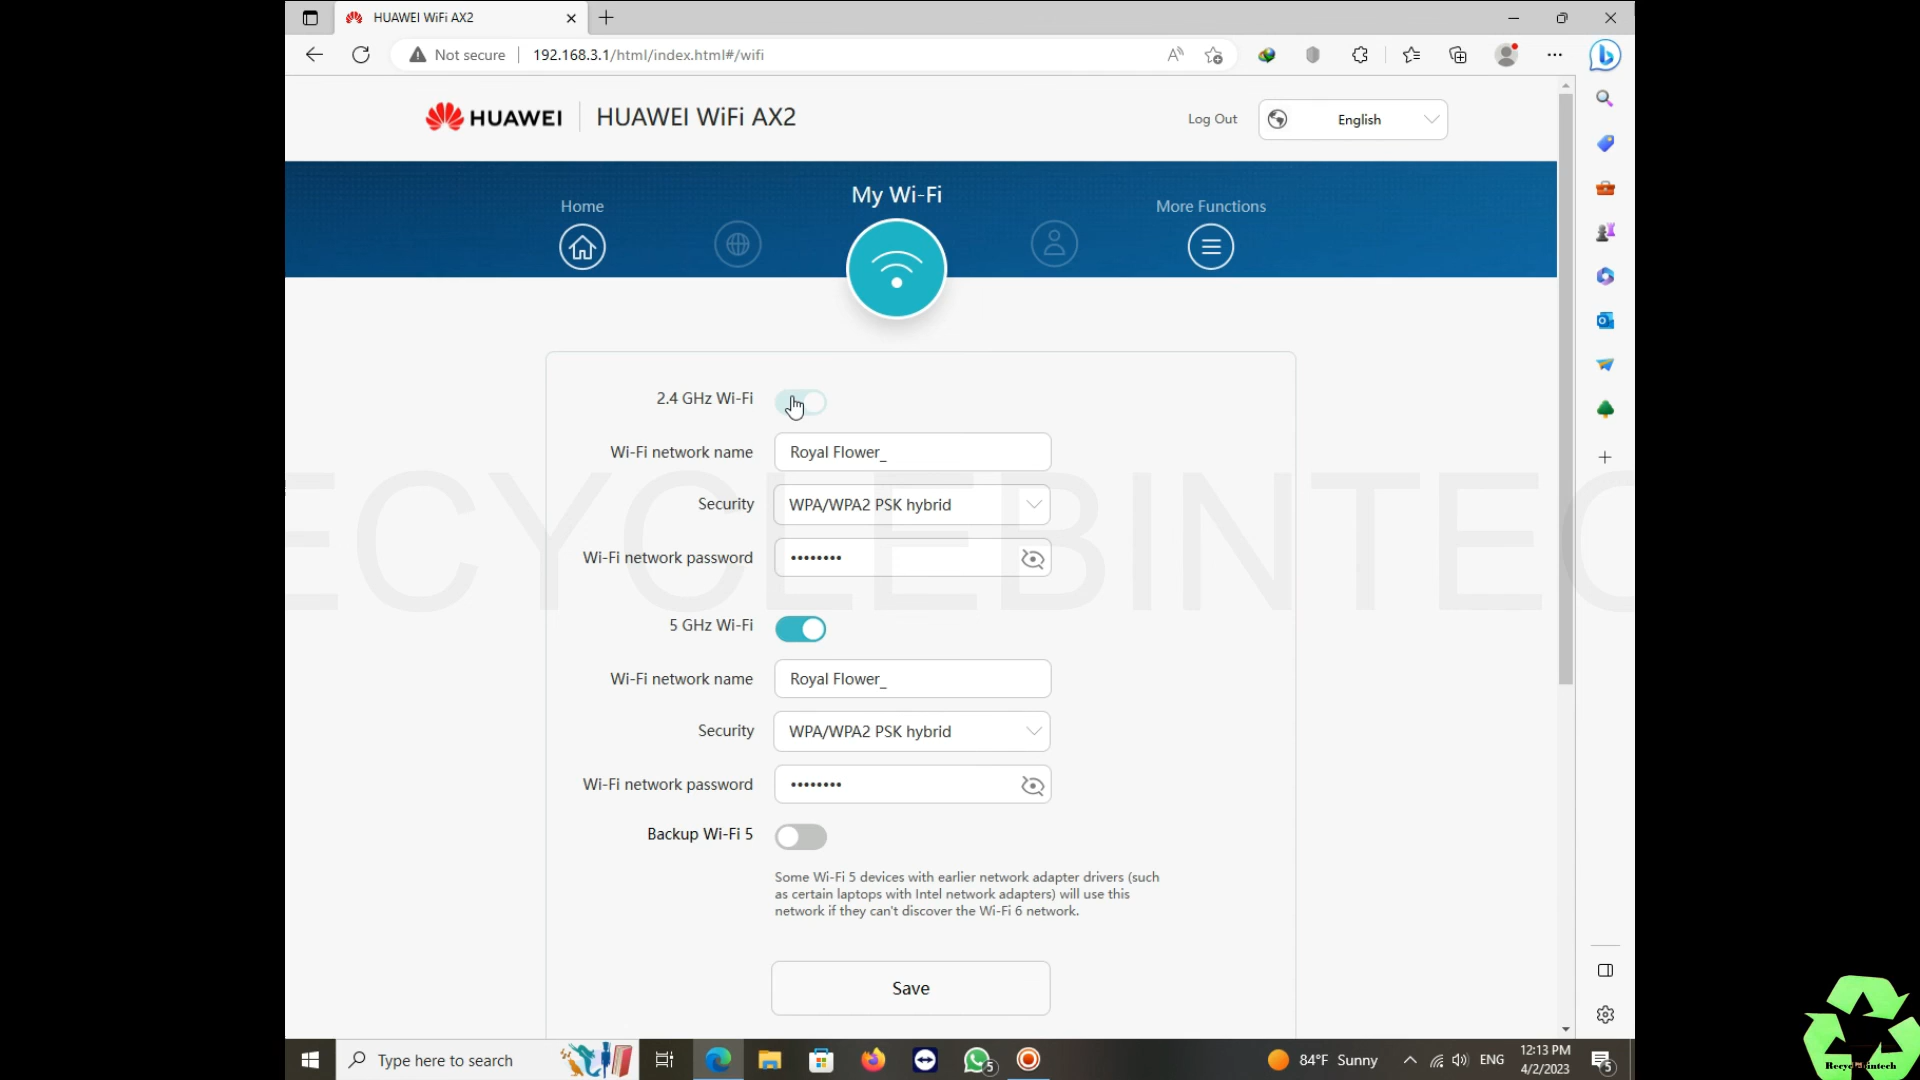 HUAWEI WiFi AX2
Not secure
192.168.3.1/html/index.html#/wifi
HUAWEI
HUAWEI WiFi AX2
Log Out
English
Home
My Wi-Fi
More Functions
2.4 GHz Wi-Fi
Wi-Fi network name
Royal Flower_
Security
WPA/WPA2 PSK hybrid
Wi-Fi network password
••••••••
ECYCLEBINTEC
5 GHz Wi-Fi
Wi-Fi network name
Royal Flower_
Security
WPA/WPA2 PSK hybrid
Wi-Fi network password
••••••••
Backup Wi-Fi 5
Some Wi-Fi 5 devices with earlier network adapter drivers (such
as certain laptops with Intel network adapters) will use this
network if they can't discover the Wi-Fi 6 network.
Save
Type here to search
5
84°F Sunny
ENG
12:13 PM
4/2/2023
5